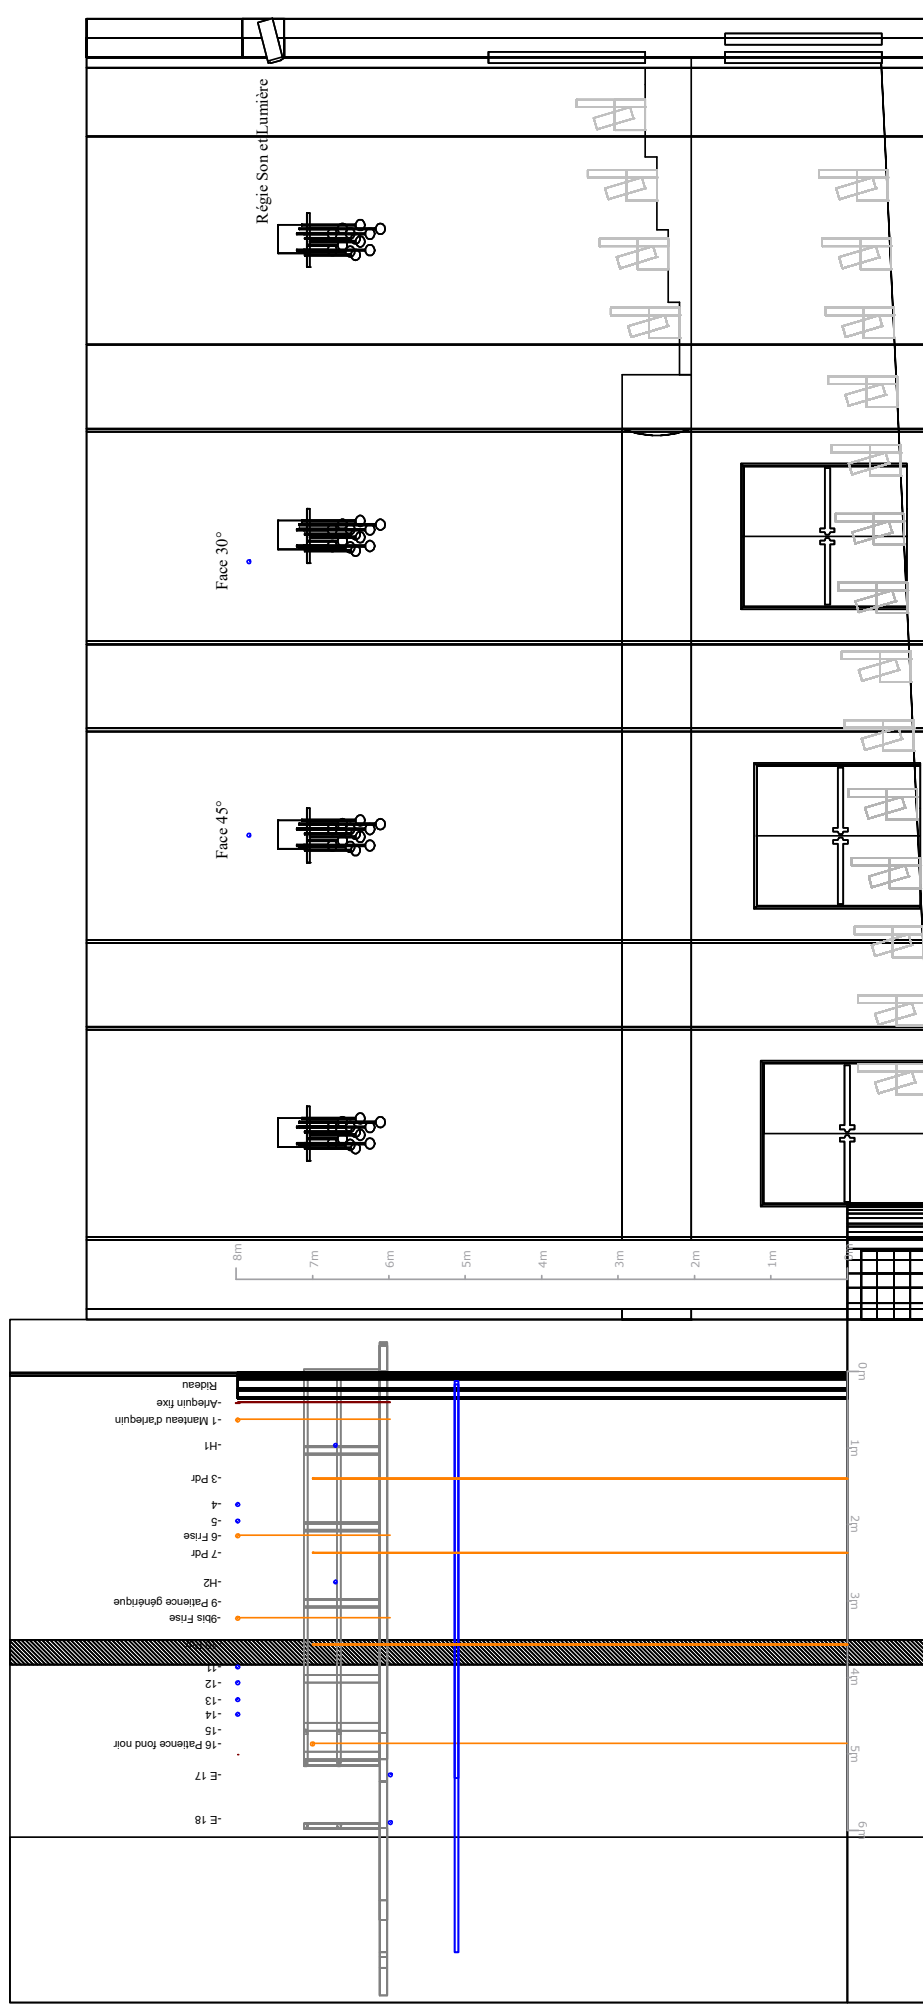 Régie Son et Lumière
Face 30°
Face 45°
8m
7m
6m
5m
4m
3m
2m
1m
0m
1m
2m
3m
4m
5m
6m
Rideau
-Arlequin fixe
-1 Manteau d'arlequin
-H1
-3 Pdr
-4
-5
-6 Frise
-7 Pdr
-H2
-9 Patience générique
-9bis Frise
-11
-12
-13
-14
-15
-16 Patience fond noir
-E 17
-E 18